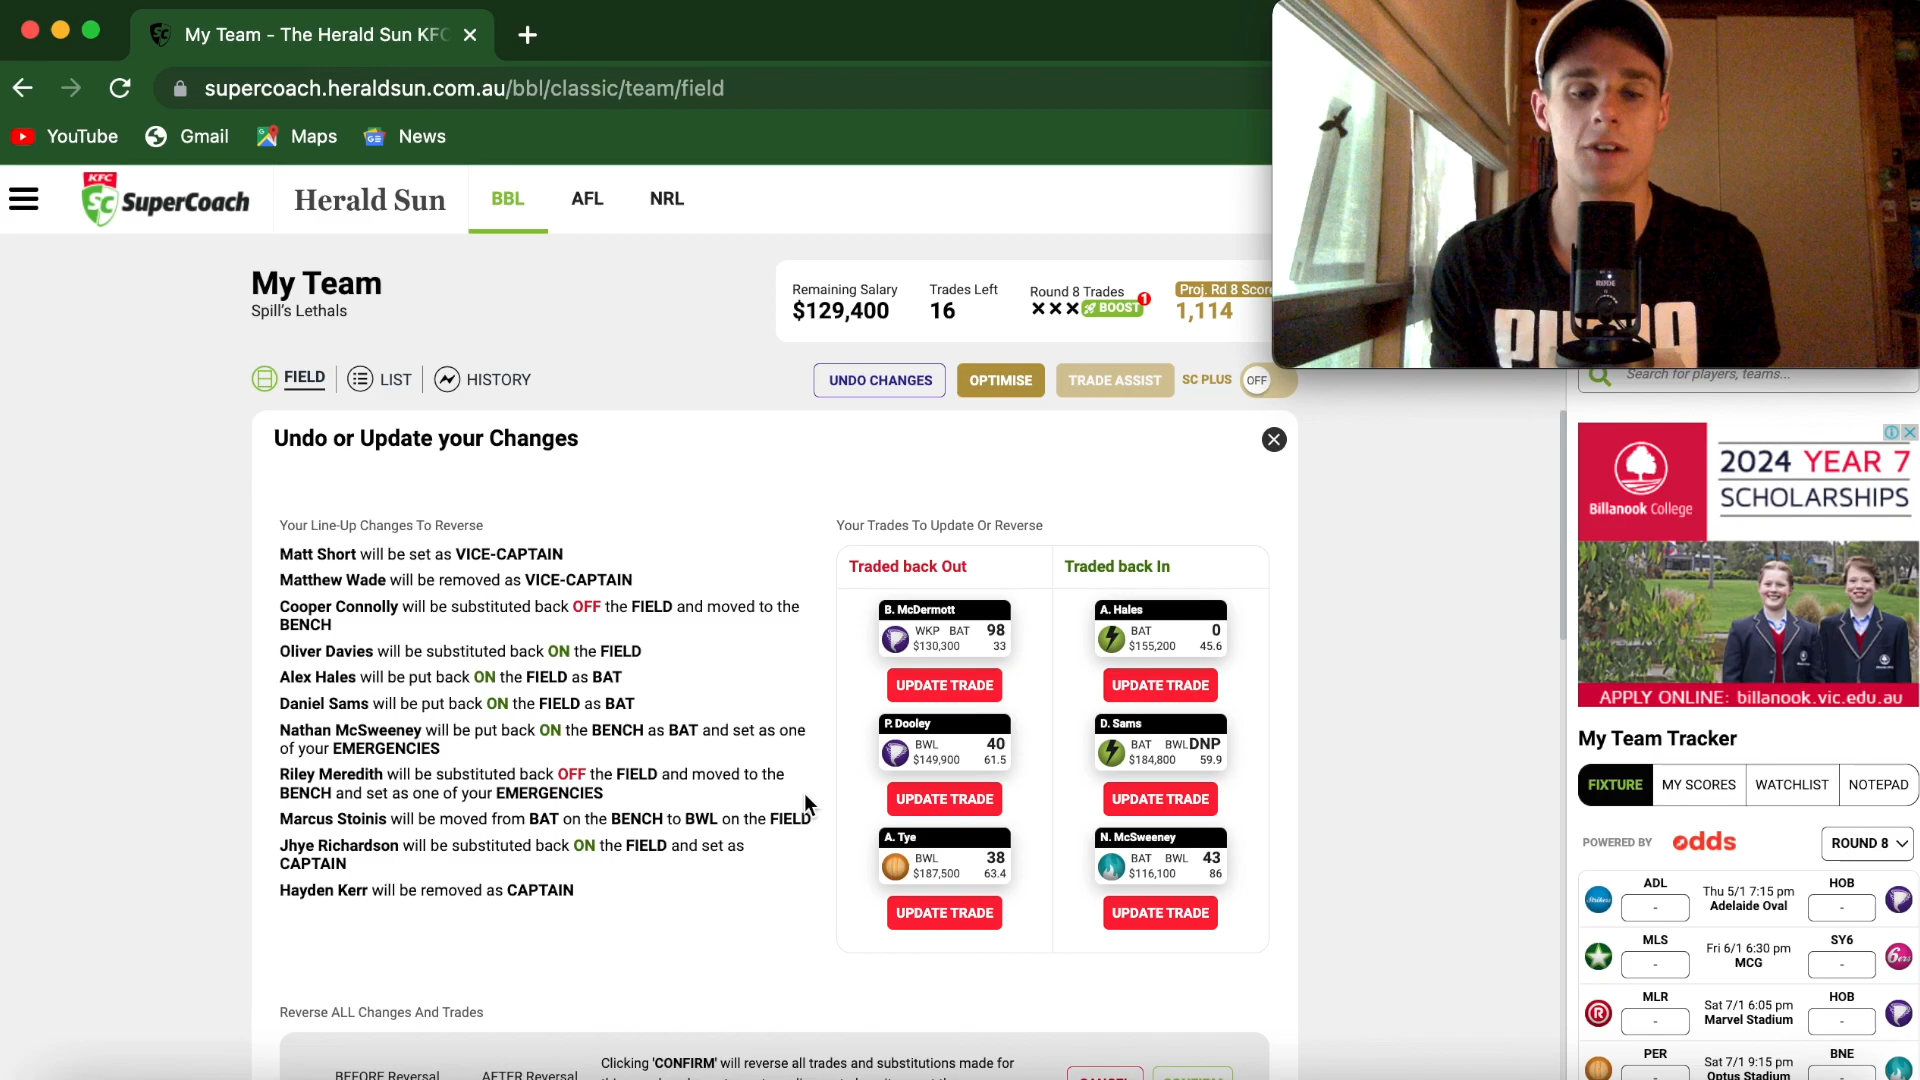 My Team - The Herald Sun KFC
supercoach.heraldsun.com.au/bbl/classic/team/field
YouTube
Gmail
Maps
News
KFC
SC SUPERCOACH
Herald Sun
BBL
AFL
NRL
My Team
Spill's Lethals
Remaining Salary
$129,400
Trades Left
16
Round 8 Trades
BOOST
1
Proj. Rd 8 Score
1,114
FIELD
LIST
HISTORY
UNDO CHANGES
OPTIMISE
TRADE ASSIST
SC PLUS
OFF
Undo or Update your Changes
Your Line-Up Changes To Reverse
Matt Short will be set as VICE-CAPTAIN
Matthew Wade will be removed as VICE-CAPTAIN
Cooper Connolly will be substituted back OFF the FIELD and moved to the
BENCH
Oliver Davies will be substituted back ON the FIELD
Alex Hales will be put back ON the FIELD as BAT
Daniel Sams will be put back ON the FIELD as BAT
Nathan McSweeney will be put back ON the BENCH as BAT and set as one
of your EMERGENCIES
Riley Meredith will be substituted back OFF the FIELD and moved to the
BENCH and set as one of your EMERGENCIES
Marcus Stoinis will be moved from BAT on the BENCH to BWL on the FIELD
Jhye Richardson will be substituted back ON the FIELD and set as
CAPTAIN
Hayden Kerr will be removed as CAPTAIN
Your Trades To Update Or Reverse
Traded back Out
Traded back In
B. McDermott
WKP BAT 98
$130,300 33
UPDATE TRADE
A. Hales
BAT 0
$155,200 45.6
UPDATE TRADE
P. Dooley
BWL 40
$149,900 61.5
UPDATE TRADE
D. Sams
BAT BWL DNP
$184,800 59.9
UPDATE TRADE
A. Tye
BWL 38
$187,500 63.4
UPDATE TRADE
N. McSweeney
BAT BWL 43
$116,100 86
UPDATE TRADE
Reverse ALL Changes And Trades
BEFORE Reversal
AFTER Reversal
Clicking 'CONFIRM' will reverse all trades and substitutions made for
RØDE
PUMA
Search for players, teams...
Billanook College
2024 YEAR 7
SCHOLARSHIPS
APPLY ONLINE: billanook.vic.edu.au
My Team Tracker
FIXTURE
MY SCORES
WATCHLIST
NOTEPAD
POWERED BY
odds
ROUND 8
ADL
-
Thu 5/1 7:15 pm
Adelaide Oval
HOB
-
MLS
-
Fri 6/1 6:30 pm
MCG
SY6
-
MLR
-
Sat 7/1 6:05 pm
Marvel Stadium
HOB
-
PER
Sat 7/1 9:15 pm
Optus Stadium
BNE